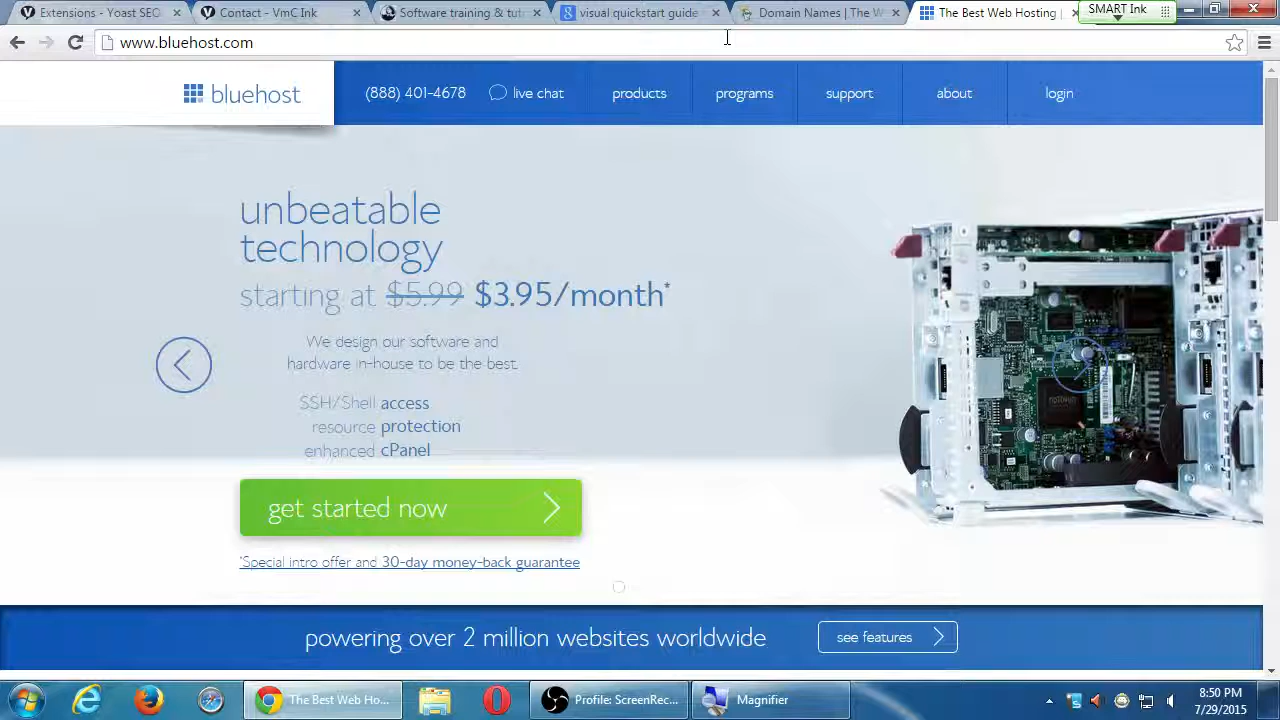 Extensions - Yoast SEO
Contact - VmC Ink
Software training & tut
visual quickstart guide
Domain Names | The W
The Best Web Hosting |
SMART Ink
www.bluehost.com
bluehost
(888) 401-4678
live chat
products
programs
support
about
login
unbeatable
technology
starting at $5.99 $3.95/month*
We design our software and
hardware in-house to be the best.
SSH/Shell access
resource protection
enhanced cPanel
get started now
*Special intro offer and 30-day money-back guarantee
powering over 2 million websites worldwide
see features
The Best Web Ho...
Profile: ScreenRec...
Magnifier
8:50 PM
7/29/2015